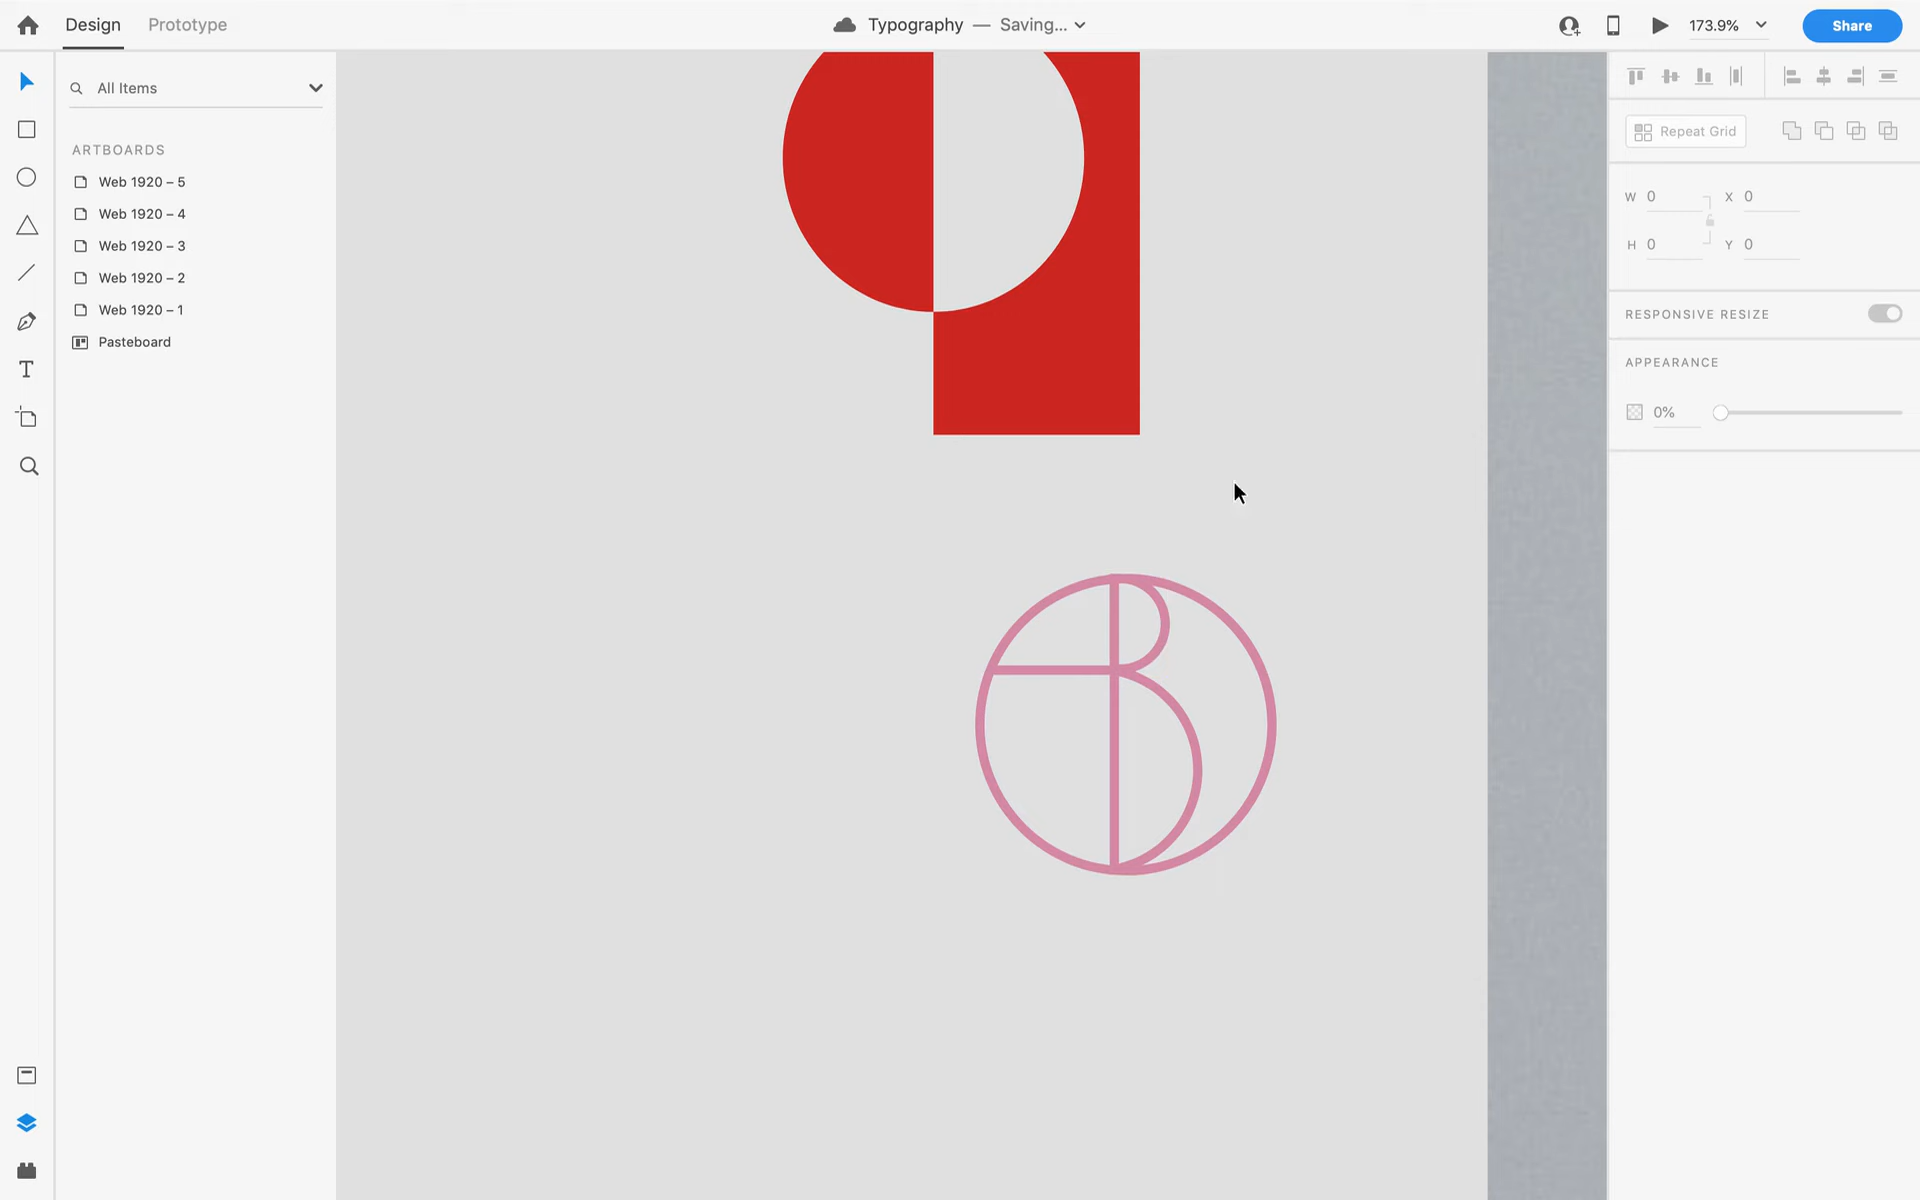 Design
Prototype
Typography — Saving...
173.9%
Share
All Items
ARTBOARDS
Web 1920 – 5
Web 1920 – 4
Web 1920 – 3
Web 1920 – 2
Web 1920 – 1
Pasteboard
T
Repeat Grid
W 0 X 0
H 0 Y 0
RESPONSIVE RESIZE
APPEARANCE
0%
B